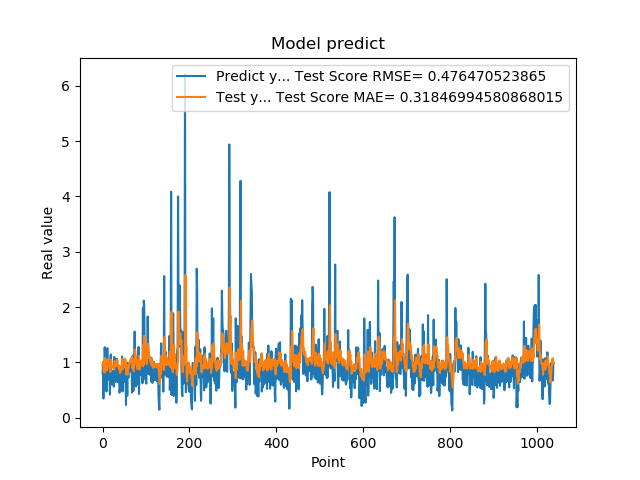 Model predict
Predict y... Test Score RMSE= 0.476470523865
Test y... Test Score MAE= 0.31846994580868015
Real value
6
5
4
3
2
1
0
0 200 400 600 800 1000
Point